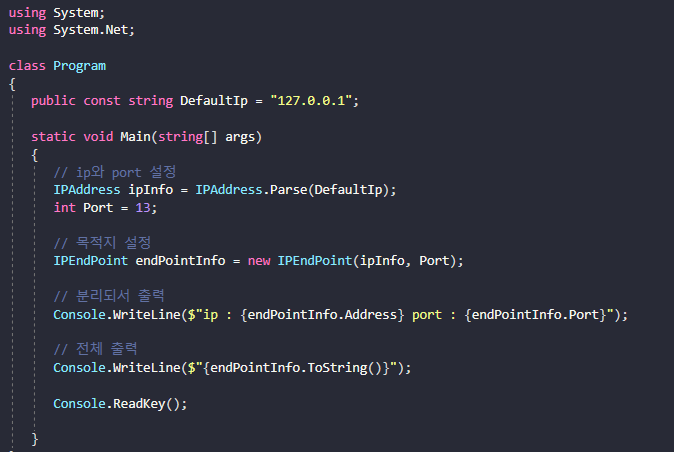 using System;
using System.Net;
class Program
{
public const string DefaultIp = "127.0.0.1";
static void Main(string[] args)
{
// ip와 port 설정
IPAddress ipInfo = IPAddress.Parse(DefaultIp);
int Port = 13;
// 목적지 설정
IPEndPoint endPointInfo = new IPEndPoint(ipInfo, Port);
// 분리되서 출력
Console.WriteLine($"ip : {endPointInfo.Address} port : {endPointInfo.Port}");
// 전체 출력
Console.WriteLine($"{endPointInfo.ToString()}");
Console.ReadKey();
}